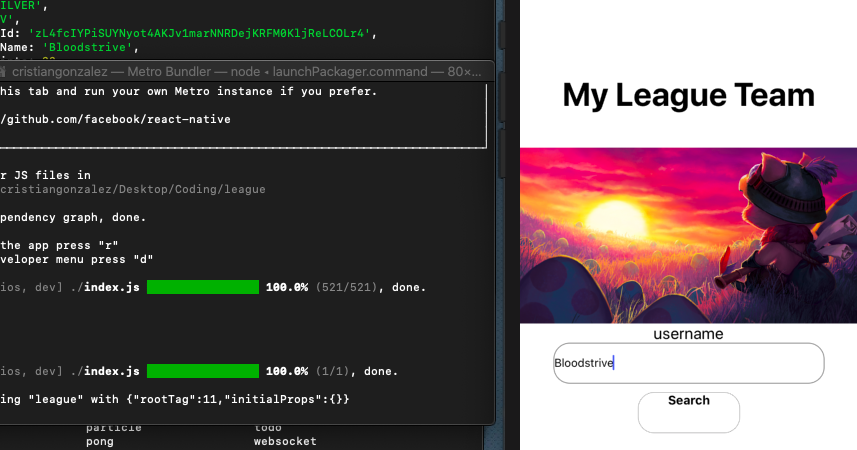 ILVER',
V',
Id: 'zL4fcIYPiSUYNyot4AKJv1marNNRDejKRFM0KljReLCOLr4',
Name: 'Bloodstrive',
cristiangonzalez — Metro Bundler — node • launchPackager.command — 80×...
his tab and run your own Metro instance if you prefer.
/github.com/facebook/react-native
r JS files in
cristiangonzalez/Desktop/Coding/league
pendency graph, done.
the app press "r"
veloper menu press "d"
ios, dev] ./index.js 100.0% (521/521), done.
ios, dev] ./index.js 100.0% (1/1), done.
ing "league" with {"rootTag":11,"initialProps":{}}
particle todo
pong websocket
My League Team
username
Bloodstrive
Search